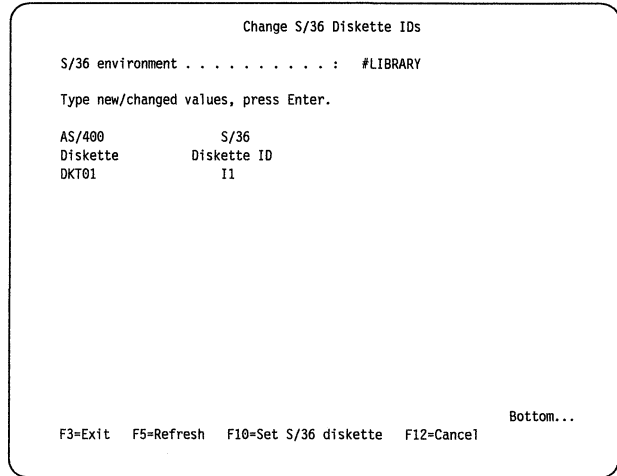 Change S/36 Diskette IDs
S/36 environment . . . . . . . . . . . : #LIBRARY
Type new/changed values, press Enter.
AS/400 S/36
Diskette Diskette ID
DKT01 I1
Bottom...
F3=Exit F5=Refresh F10=Set S/36 diskette F12=Cancel